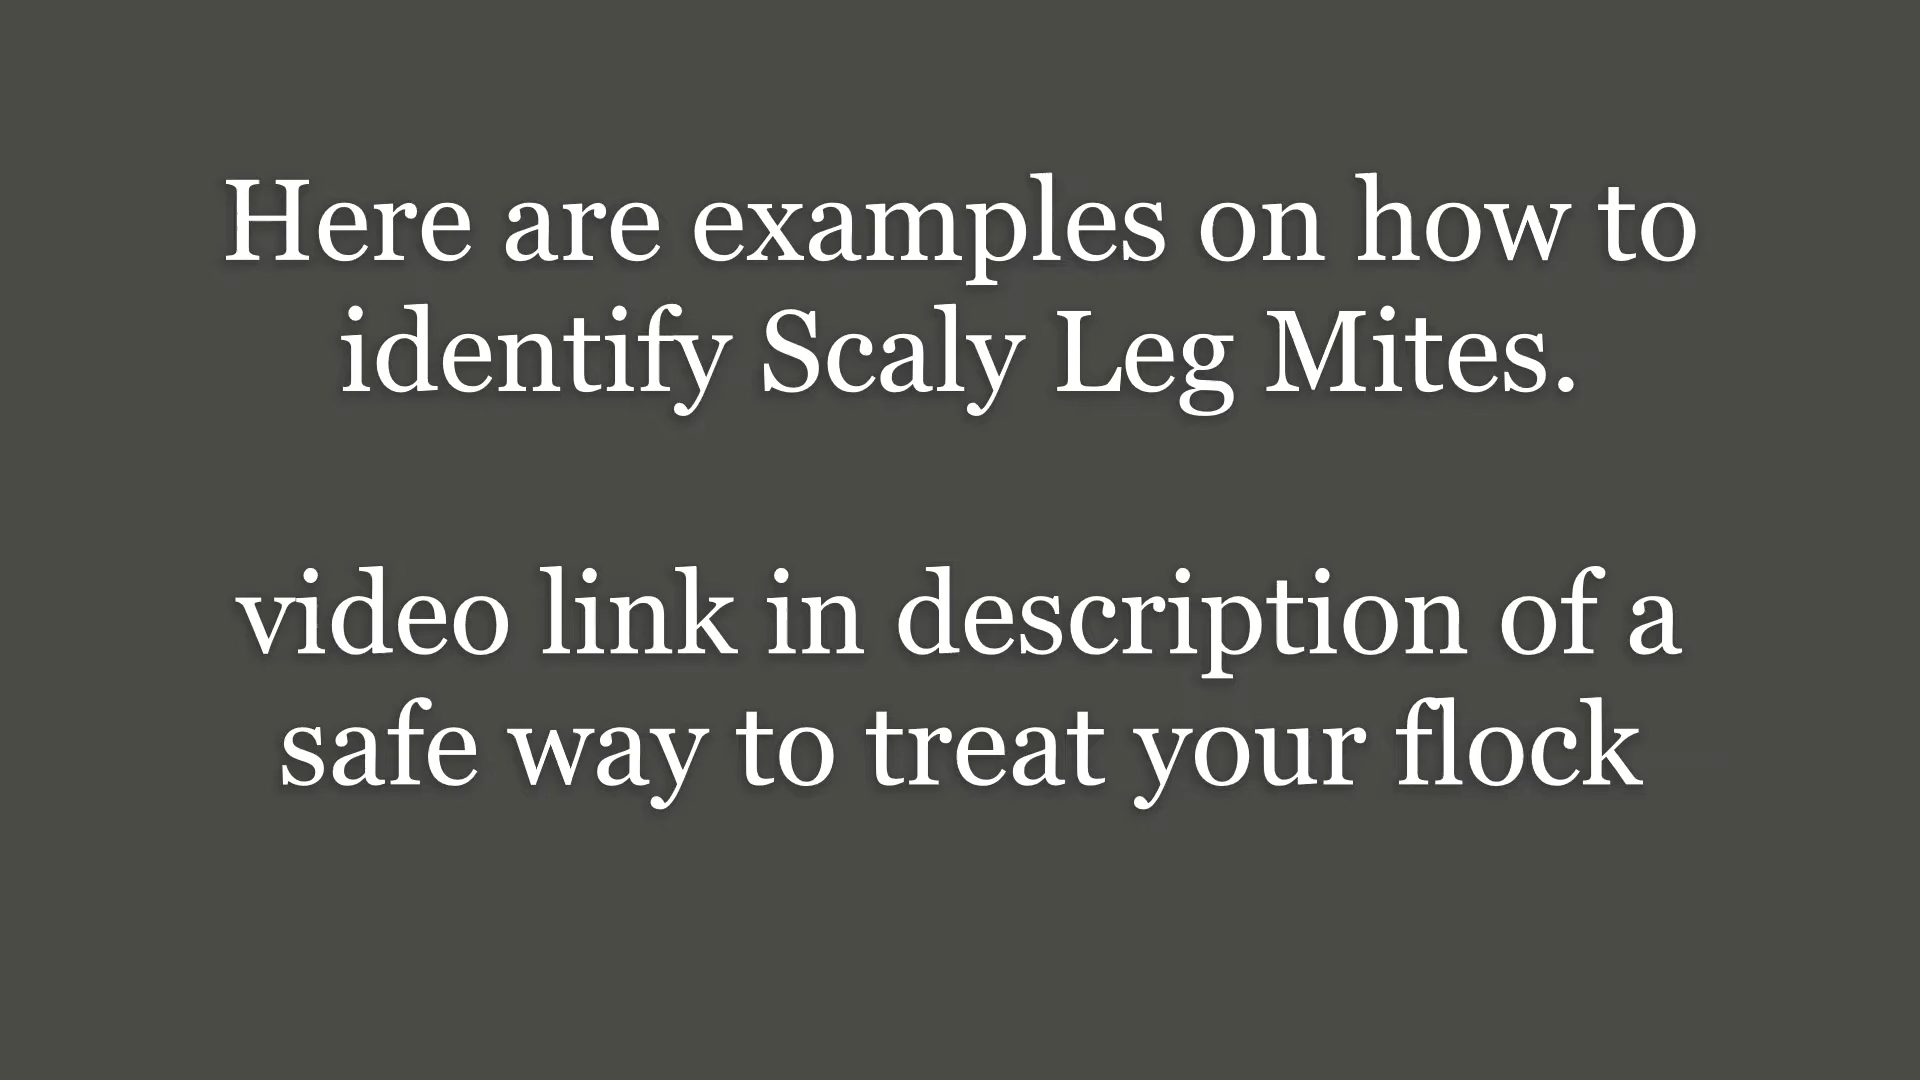 Here are examples on how to
identify Scaly Leg Mites.
video link in description of a
safe way to treat your flock